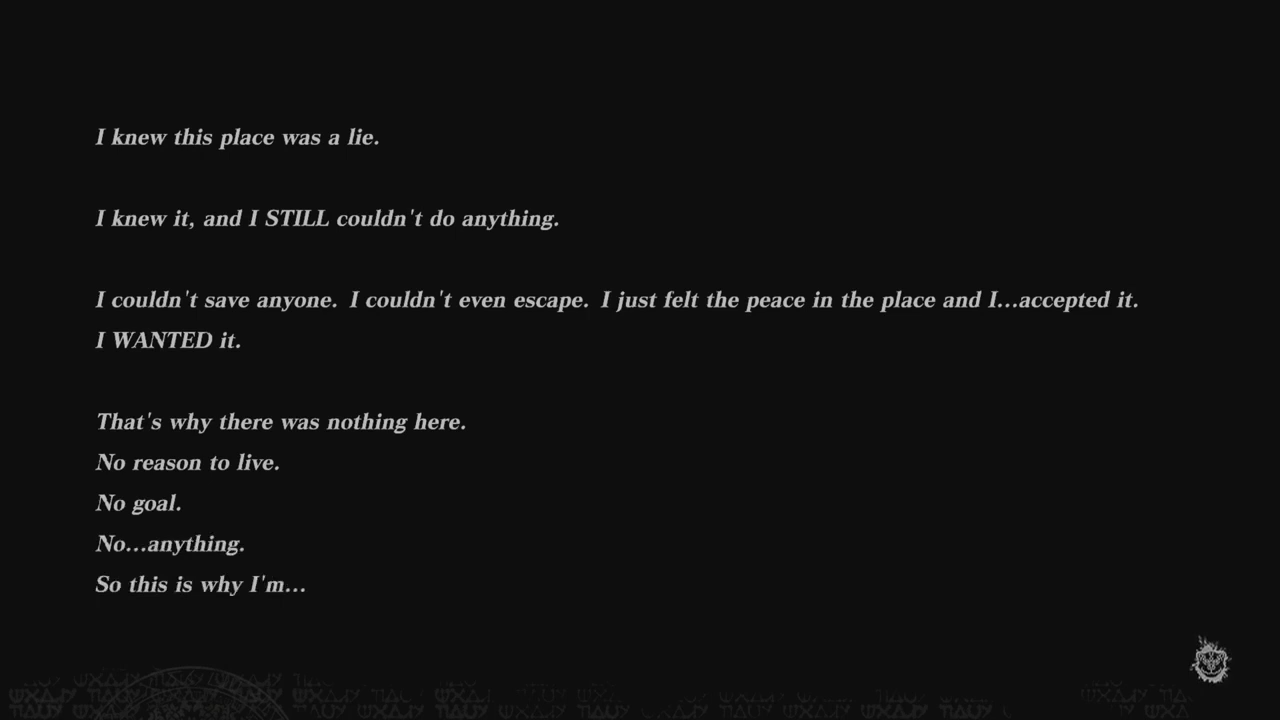 I knew this place was a lie.
I knew it, and I STILL couldn't do anything.
I couldn't save anyone. I couldn't even escape. I just felt the peace in the place and I...accepted it.
I WANTED it.
That's why there was nothing here.
No reason to live.
No goal.
No...anything.
So this is why I'm...